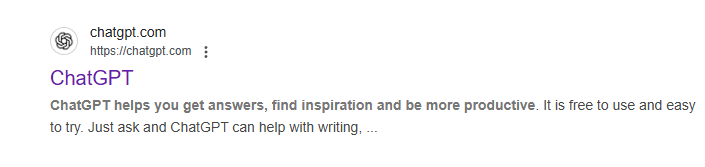 chatgpt.com
https://chatgpt.com
ChatGPT
ChatGPT helps you get answers, find inspiration and be more productive. It is free to use and easy
to try. Just ask and ChatGPT can help with writing, ...